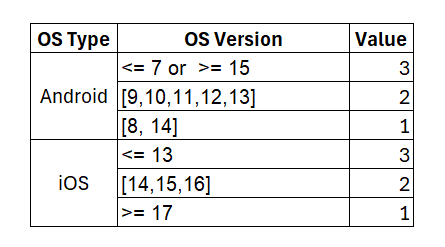 OS Type OS Version Value
<= 7 or >= 15 3
Android [9,10,11,12,13] 2
[8, 14] 1
<= 13 3
iOS [14,15,16] 2
>= 17 1